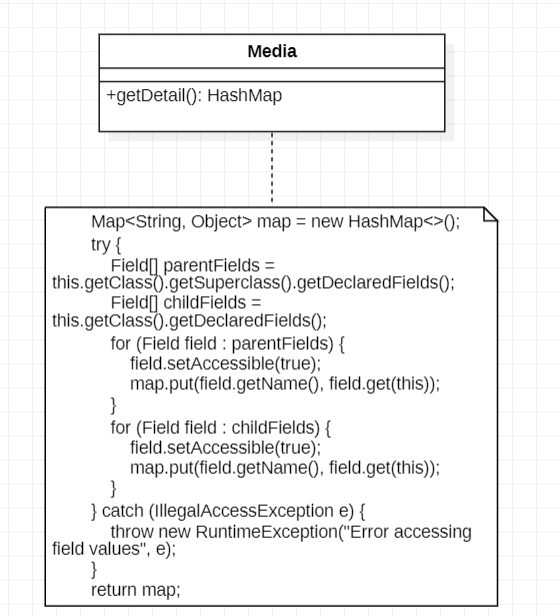 Media
+getDetail(): HashMap
Map<String, Object> map = new HashMap<>();
try {
Field[] parentFields =
this.getClass().getSuperclass().getDeclaredFields();
Field[] childFields =
this.getClass().getDeclaredFields();
for (Field field : parentFields) {
field.setAccessible(true);
map.put(field.getName(), field.get(this));
}
for (Field field : childFields) {
field.setAccessible(true);
map.put(field.getName(), field.get(this));
}
} catch (IllegalAccessException e) {
throw new RuntimeException("Error accessing
field values", e);
}
return map;